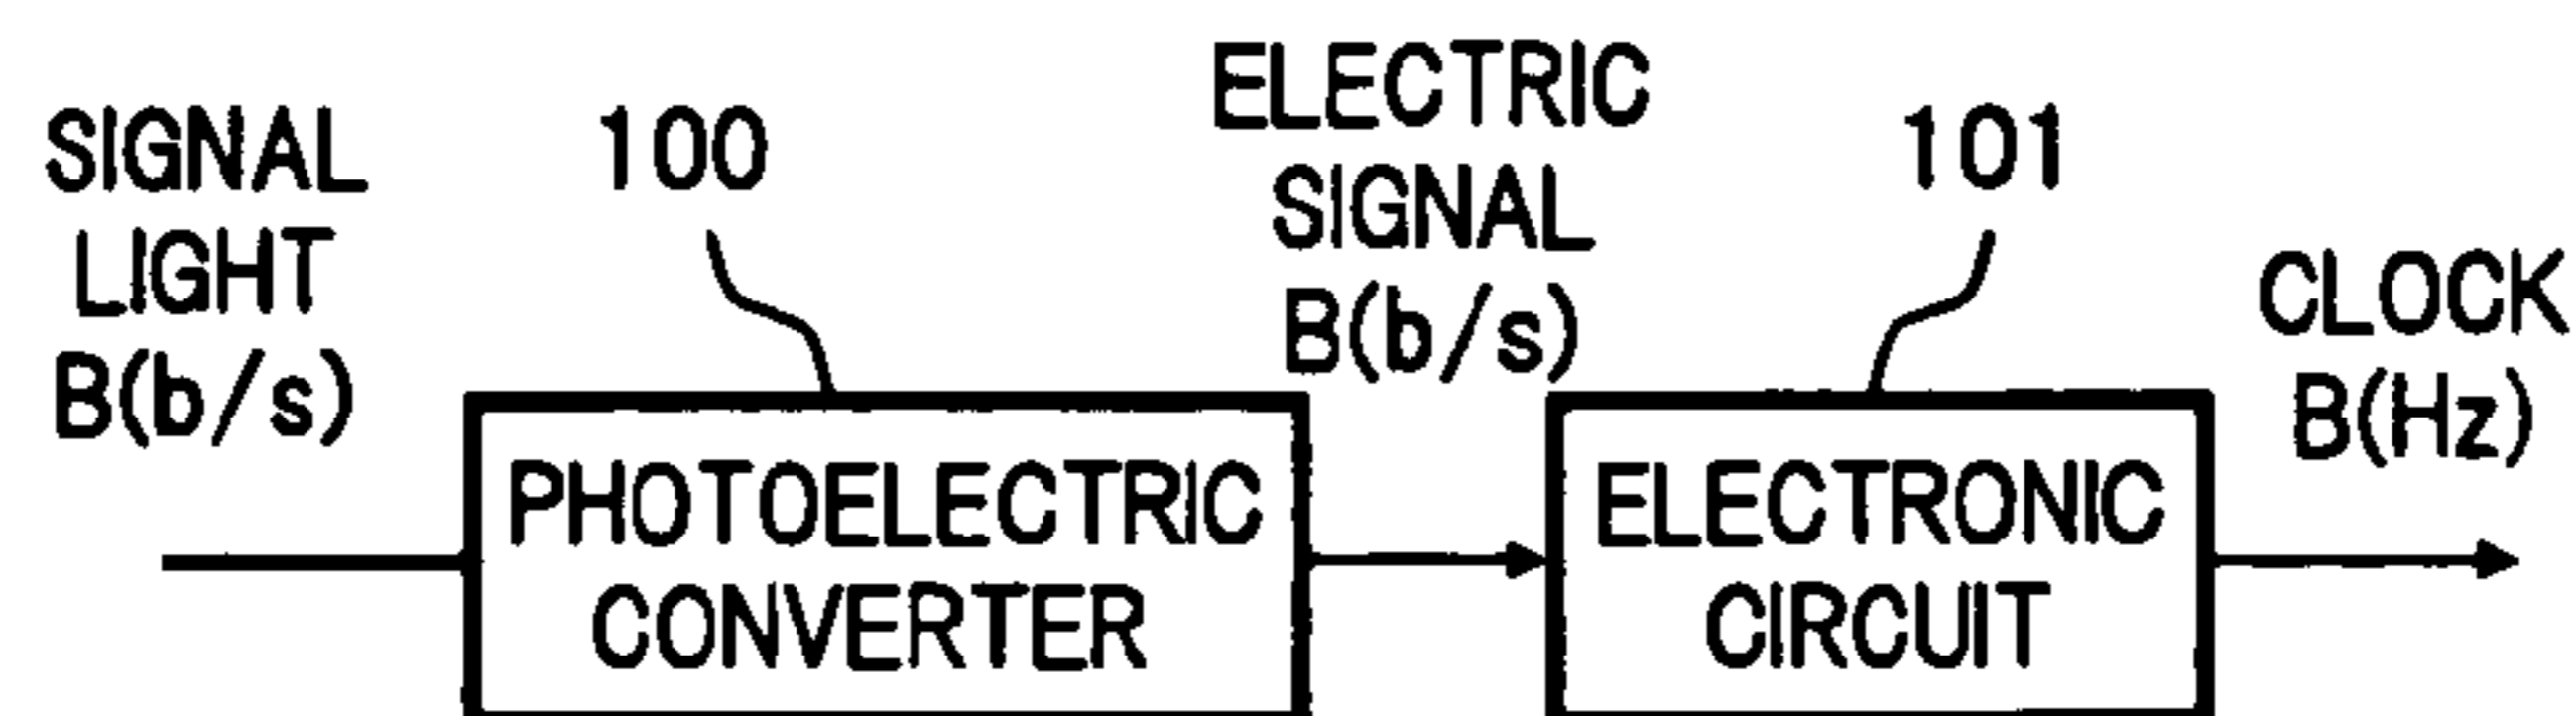 SIGNAL
LIGHT
B(b/s)
100
PHOTOELECTRIC
CONVERTER
ELECTRIC
SIGNAL
B(b/s)
101
ELECTRONIC
CIRCUIT
CLOCK
B(Hz)